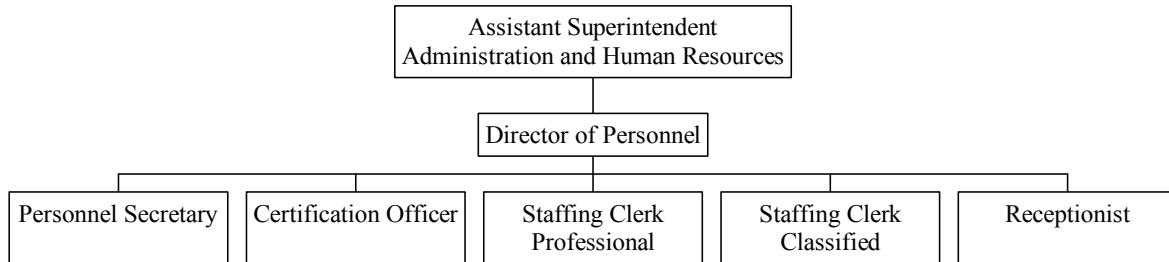 Assistant Superintendent
Administration and Human Resources
Director of Personnel
Personnel Secretary
Certification Officer
Staffing Clerk
Professional
Staffing Clerk
Classified
Receptionist